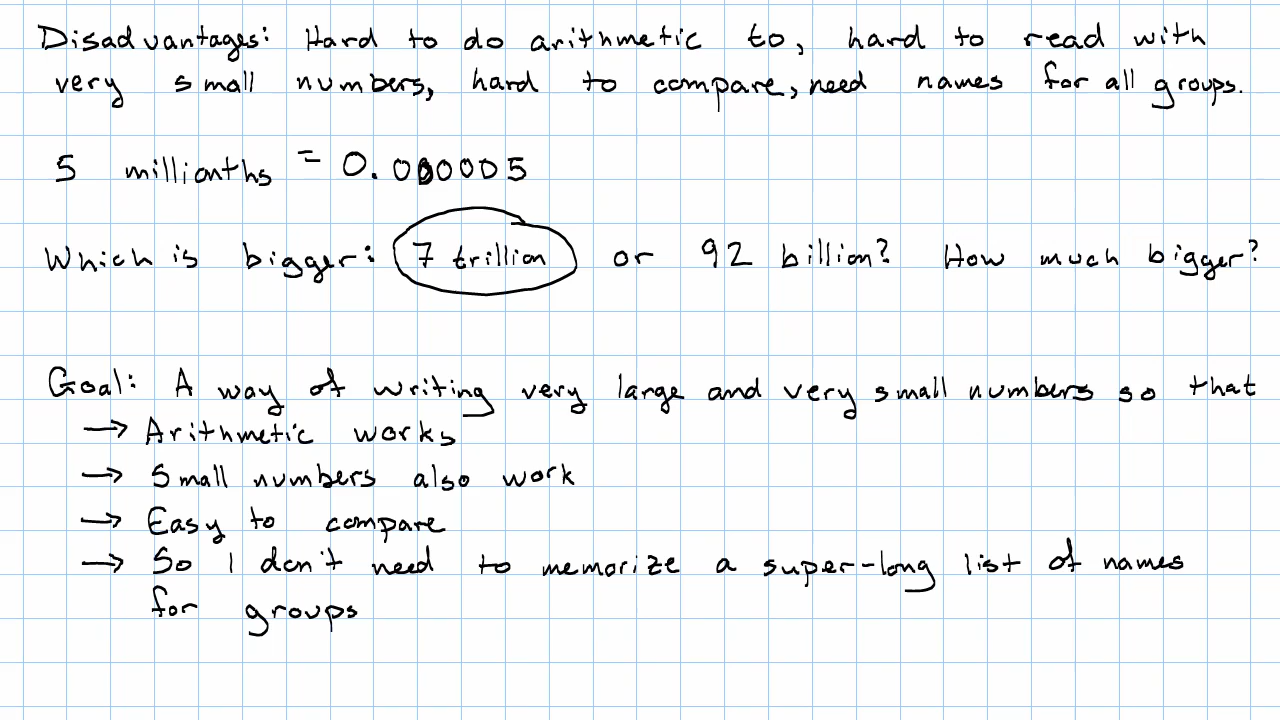 Disadvantages: Hard to do arithmetic to, hard to read with
very small numbers, hard to compare, need names for all groups.
5 millionths = 0.000005
Which is bigger: 7 trillion or 92 billion? How much bigger?
Goal: A way of writing very large and very small numbers so that
→ Arithmetic works
→ Small numbers also work
→ Easy to compare
→ So I don't need to memorize a super-long list of names
for groups